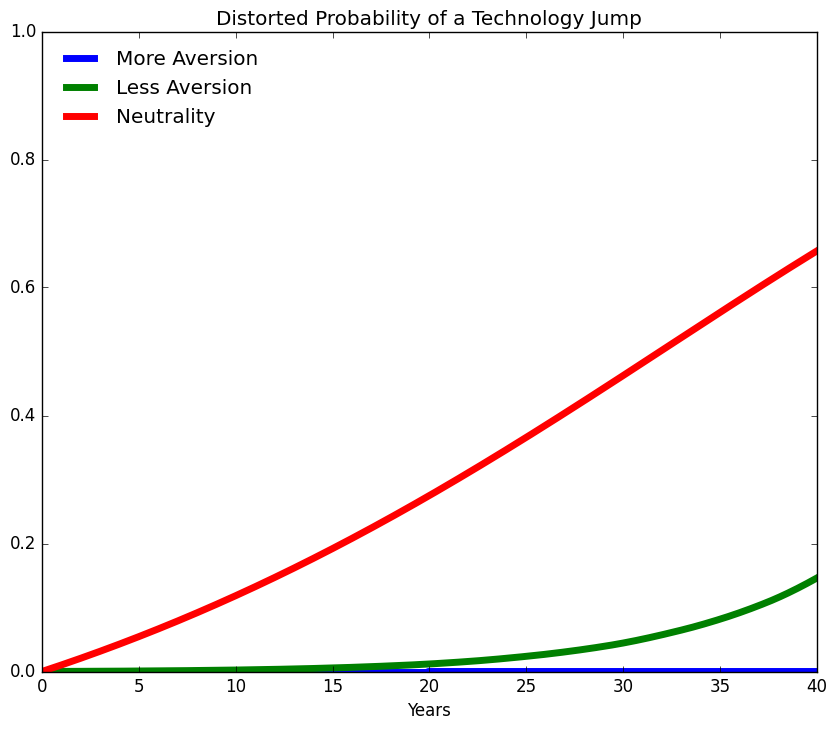 Distorted Probability of a Technology Jump
More Aversion
Less Aversion
Neutrality
1.0
0.8
0.6
0.4
0.2
0.0
0 5 10 15 20 25 30 35 40
Years